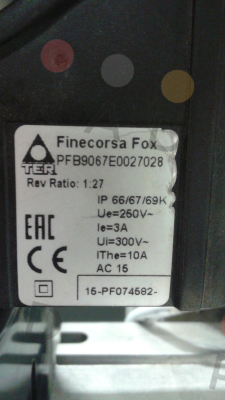 Finecorsa Fox
PFB9067E0027028
TER
Rev Ratio: 1:27
IP 66/67/69K
Ue=250V~
Ie=3A
Ui=300V~
IThe=10A
AC 15
EAC
CE
15-PF074582-